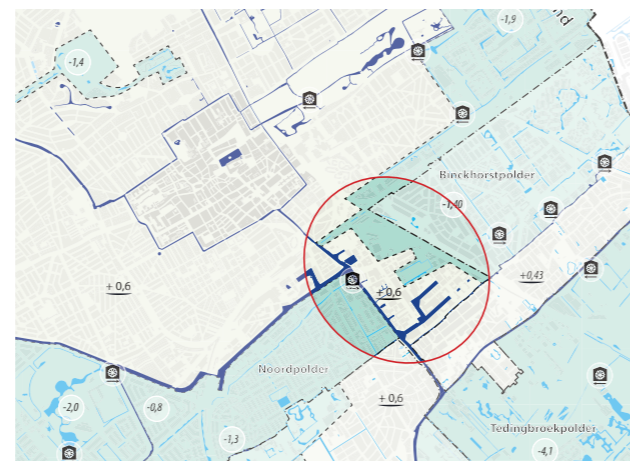 -1,9
nd
-1,4
Binckhorstpolder
-1,40
+0,43
+ 0,6
+ 0,6
Noordpolder
-2,0
-0,8
+ 0,6
-1,3
Tedingbroekpolder
-4,1